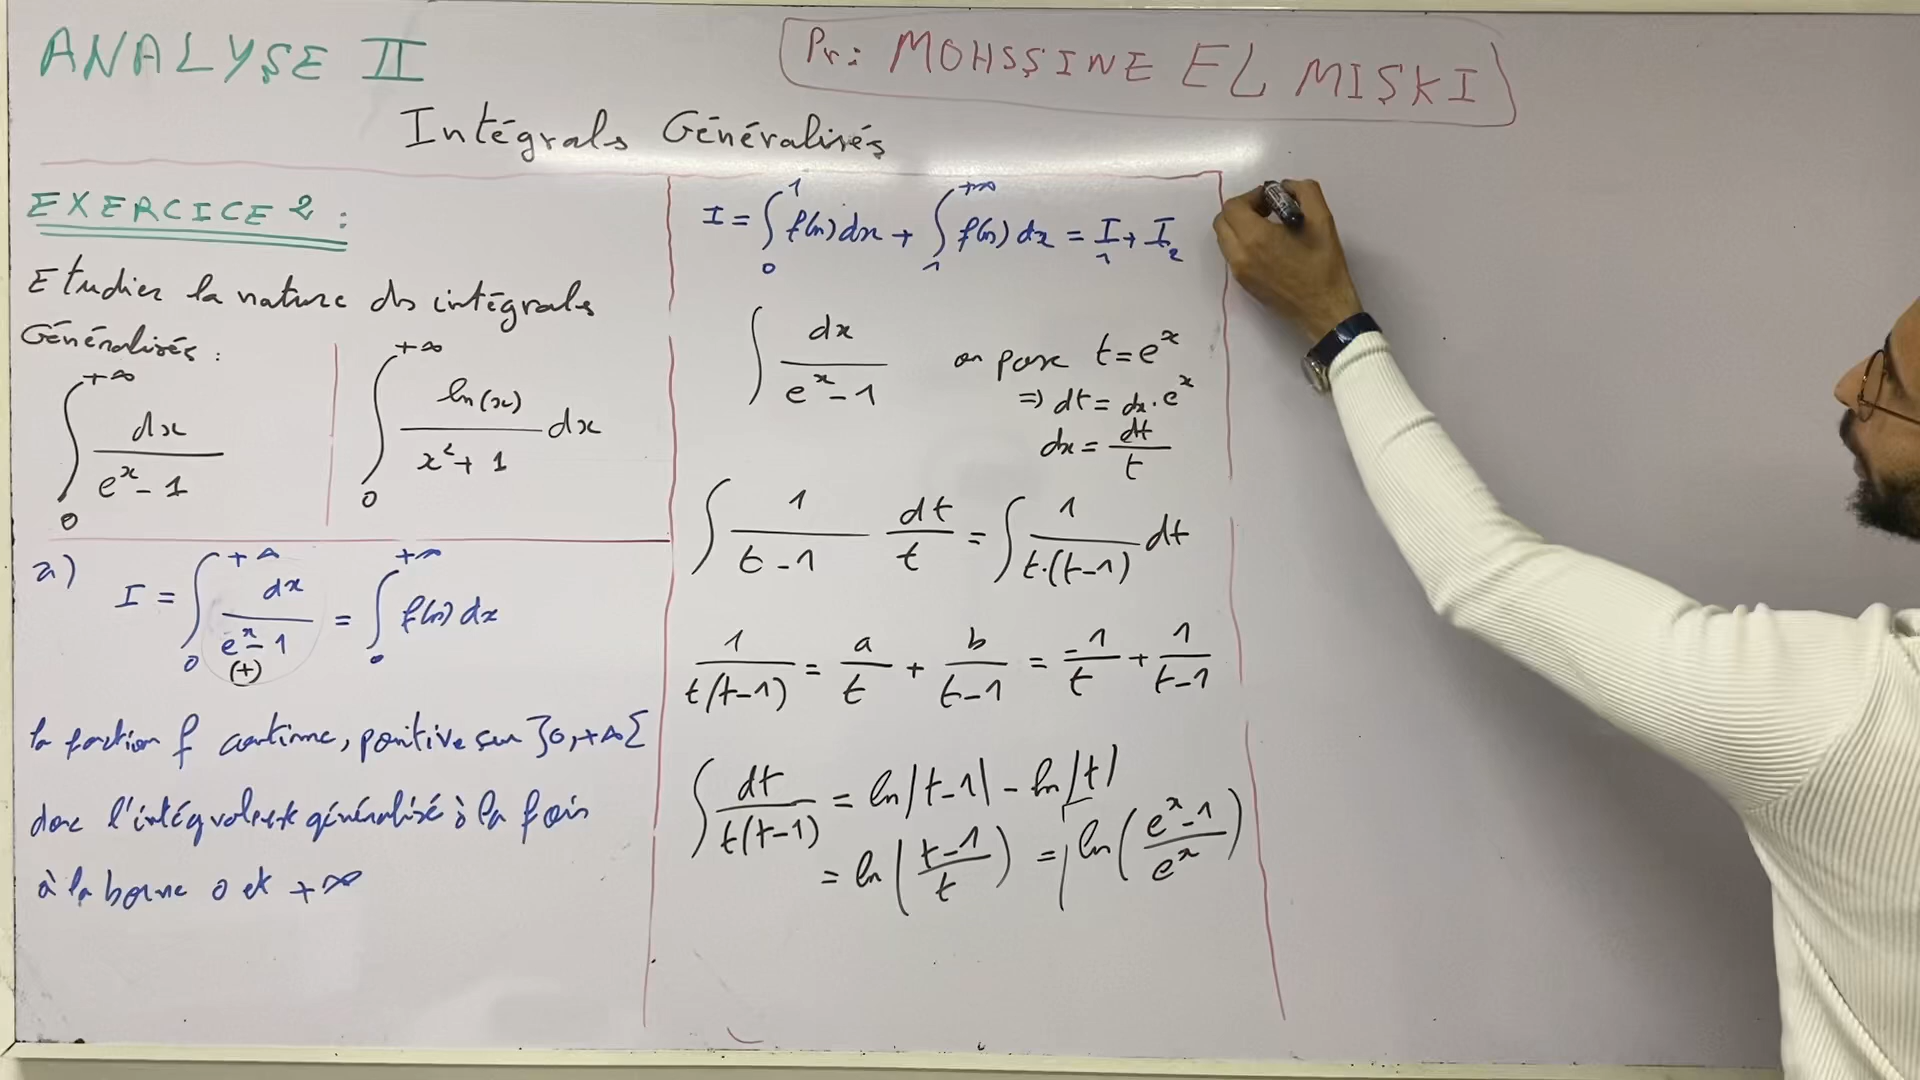 ANALYSE II
Pr: MOHSSINE EL MISKI
Intégrals Généralisés
EXERCICE 2 :
Etudier la nature ds intégrals
Généralisés :
∫₀^{+∞} dx/(e^x - 1) | ∫₀^{+∞} ln(x)/(x² + 1) dx
a) I = ∫₀^{+∞} dx/(e^x - 1) = ∫₀^{+∞} f(x) dx
(+)
la fonction f continue, positive sur ]0, +∞[
donc l'intégrale est généralisé à la fois
à la borne 0 et +∞
I = ∫₀^1 f(x) dx + ∫₁^{+∞} f(x) dx = I₁ + I₂
∫ dx/(e^x - 1) on pose t = e^x
=> dt = dx . e^x
dx = dt/t
∫ 1/(t - 1) dt/t = ∫ 1/(t.(t-1)) dt
1/(t(t-1)) = a/t + b/(t-1) = -1/t + 1/(t-1)
∫ dt/(t(t-1)) = ln|t-1| - ln|t|
= ln((t-1)/t) = ln((e^x - 1)/e^x)